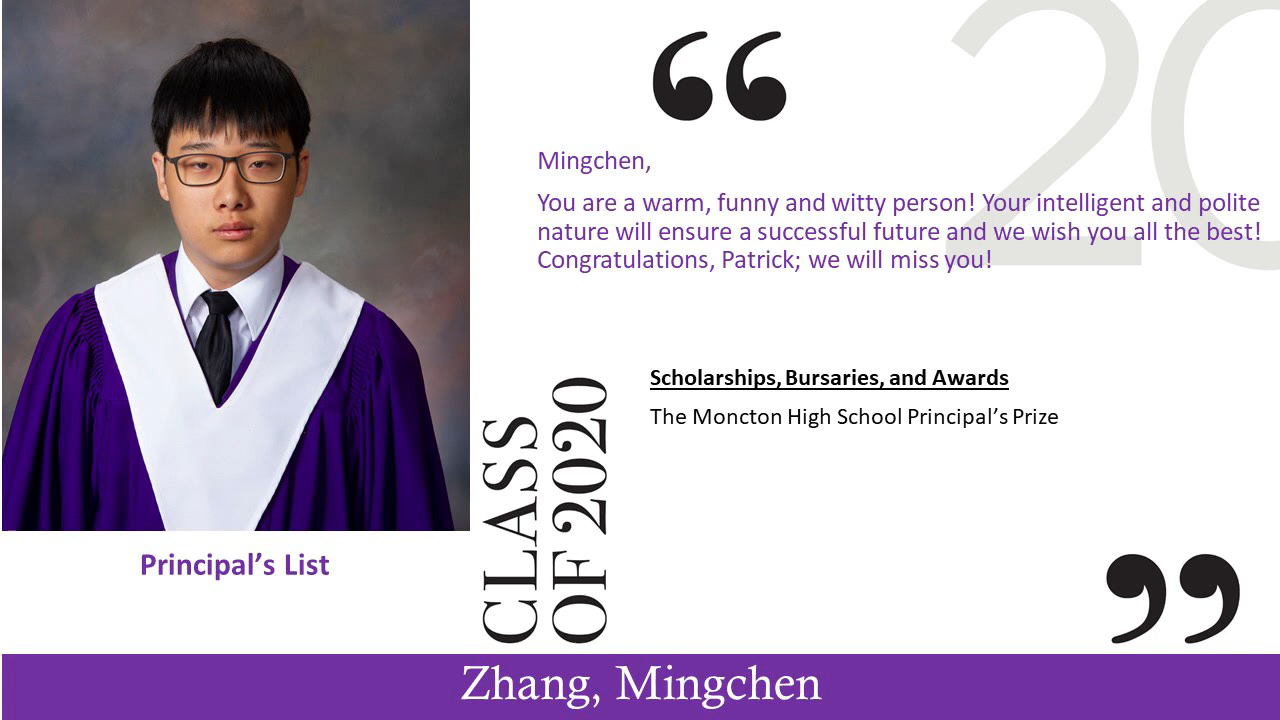 20
“
Mingchen,
You are a warm, funny and witty person! Your intelligent and polite
nature will ensure a successful future and we wish you all the best!
Congratulations, Patrick; we will miss you!
Scholarships, Bursaries, and Awards
The Moncton High School Principal’s Prize
CLASS
OF 2020
”
Principal’s List
Zhang, Mingchen